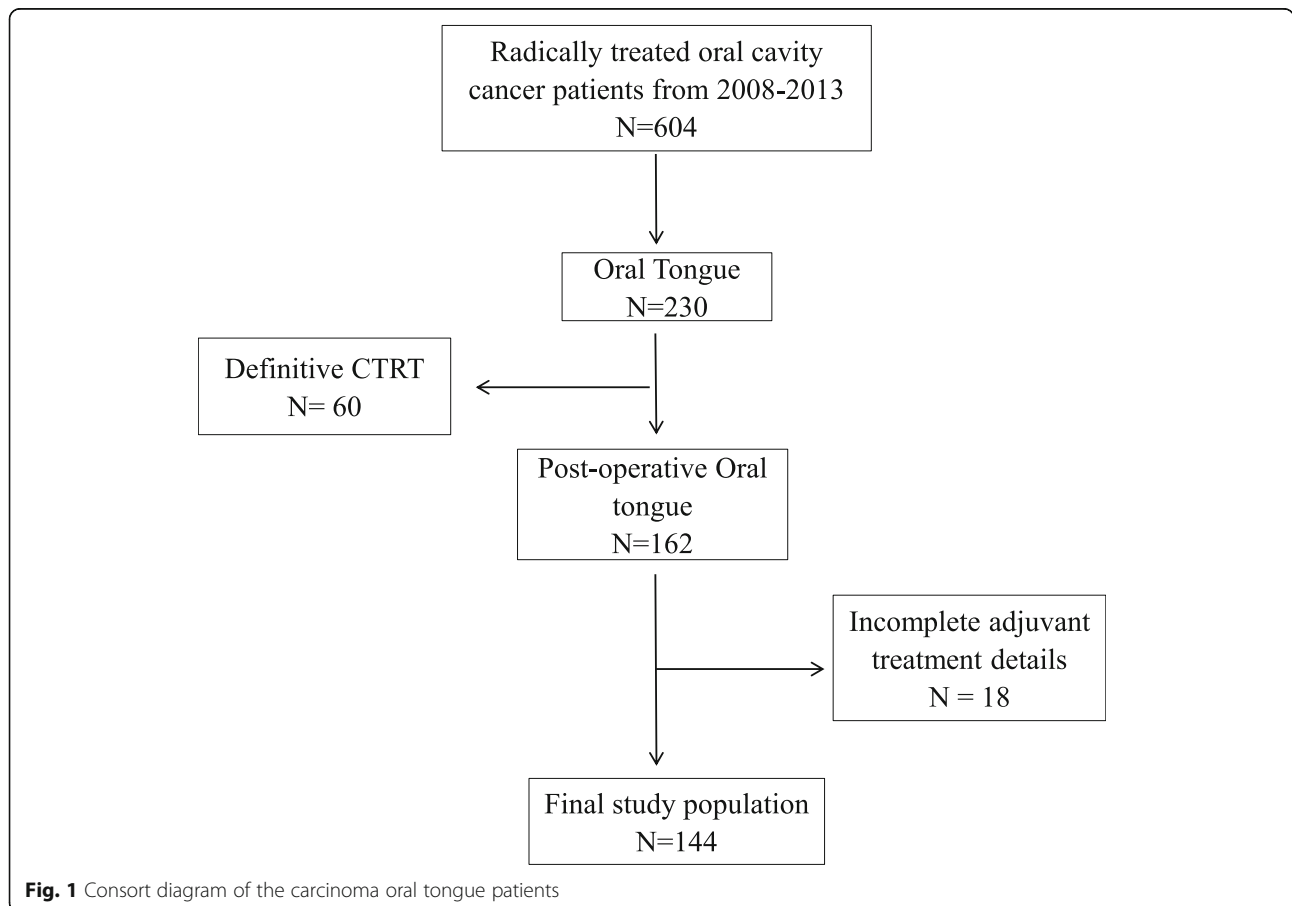 Radically treated oral cavity
cancer patients from 2008-2013
N=604
Oral Tongue
N=230
Definitive CTRT
N= 60
Post-operative Oral
tongue
N=162
Incomplete adjuvant
treatment details
N = 18
Final study population
N=144
Fig. 1 Consort diagram of the carcinoma oral tongue patients